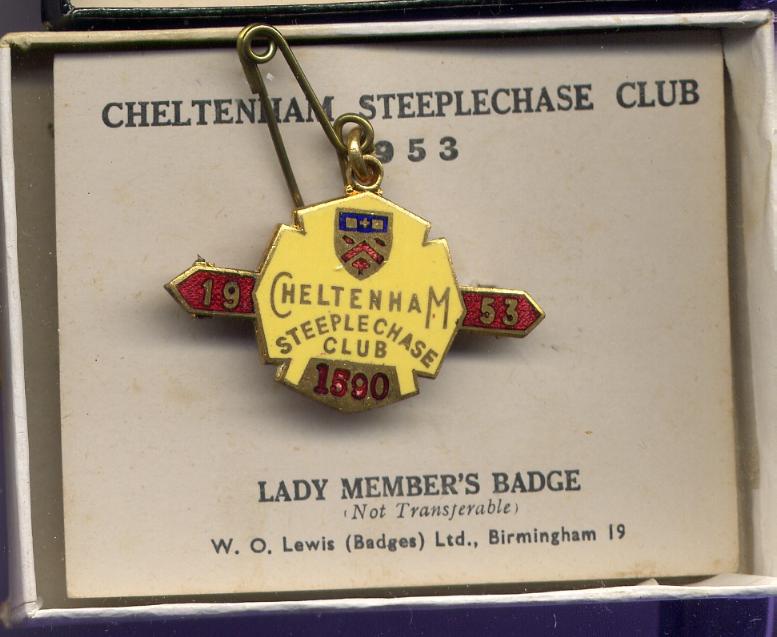 CHELTENHAM STEEPLECHASE CLUB
953
19 53
CHELTENHAM
STEEPLECHASE
CLUB
1590
LADY MEMBER'S BADGE
(Not Transferable)
W. O. Lewis (Badges) Ltd., Birmingham 19